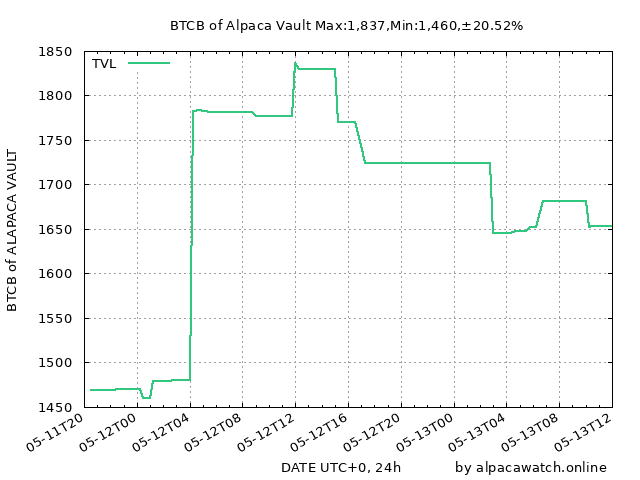 BTCB of Alpaca Vault Max:1,837,Min:1,460,±20.52%
TVL
1850
1800
1750
1700
1650
1600
1550
1500
1450
BTCB of ALAPACA VAULT
05-11T20
05-12T00
05-12T04
05-12T08
05-12T12
05-12T16
05-12T20
05-13T00
05-13T04
05-13T08
05-13T12
DATE UTC+0, 24h
by alpacawatch.online